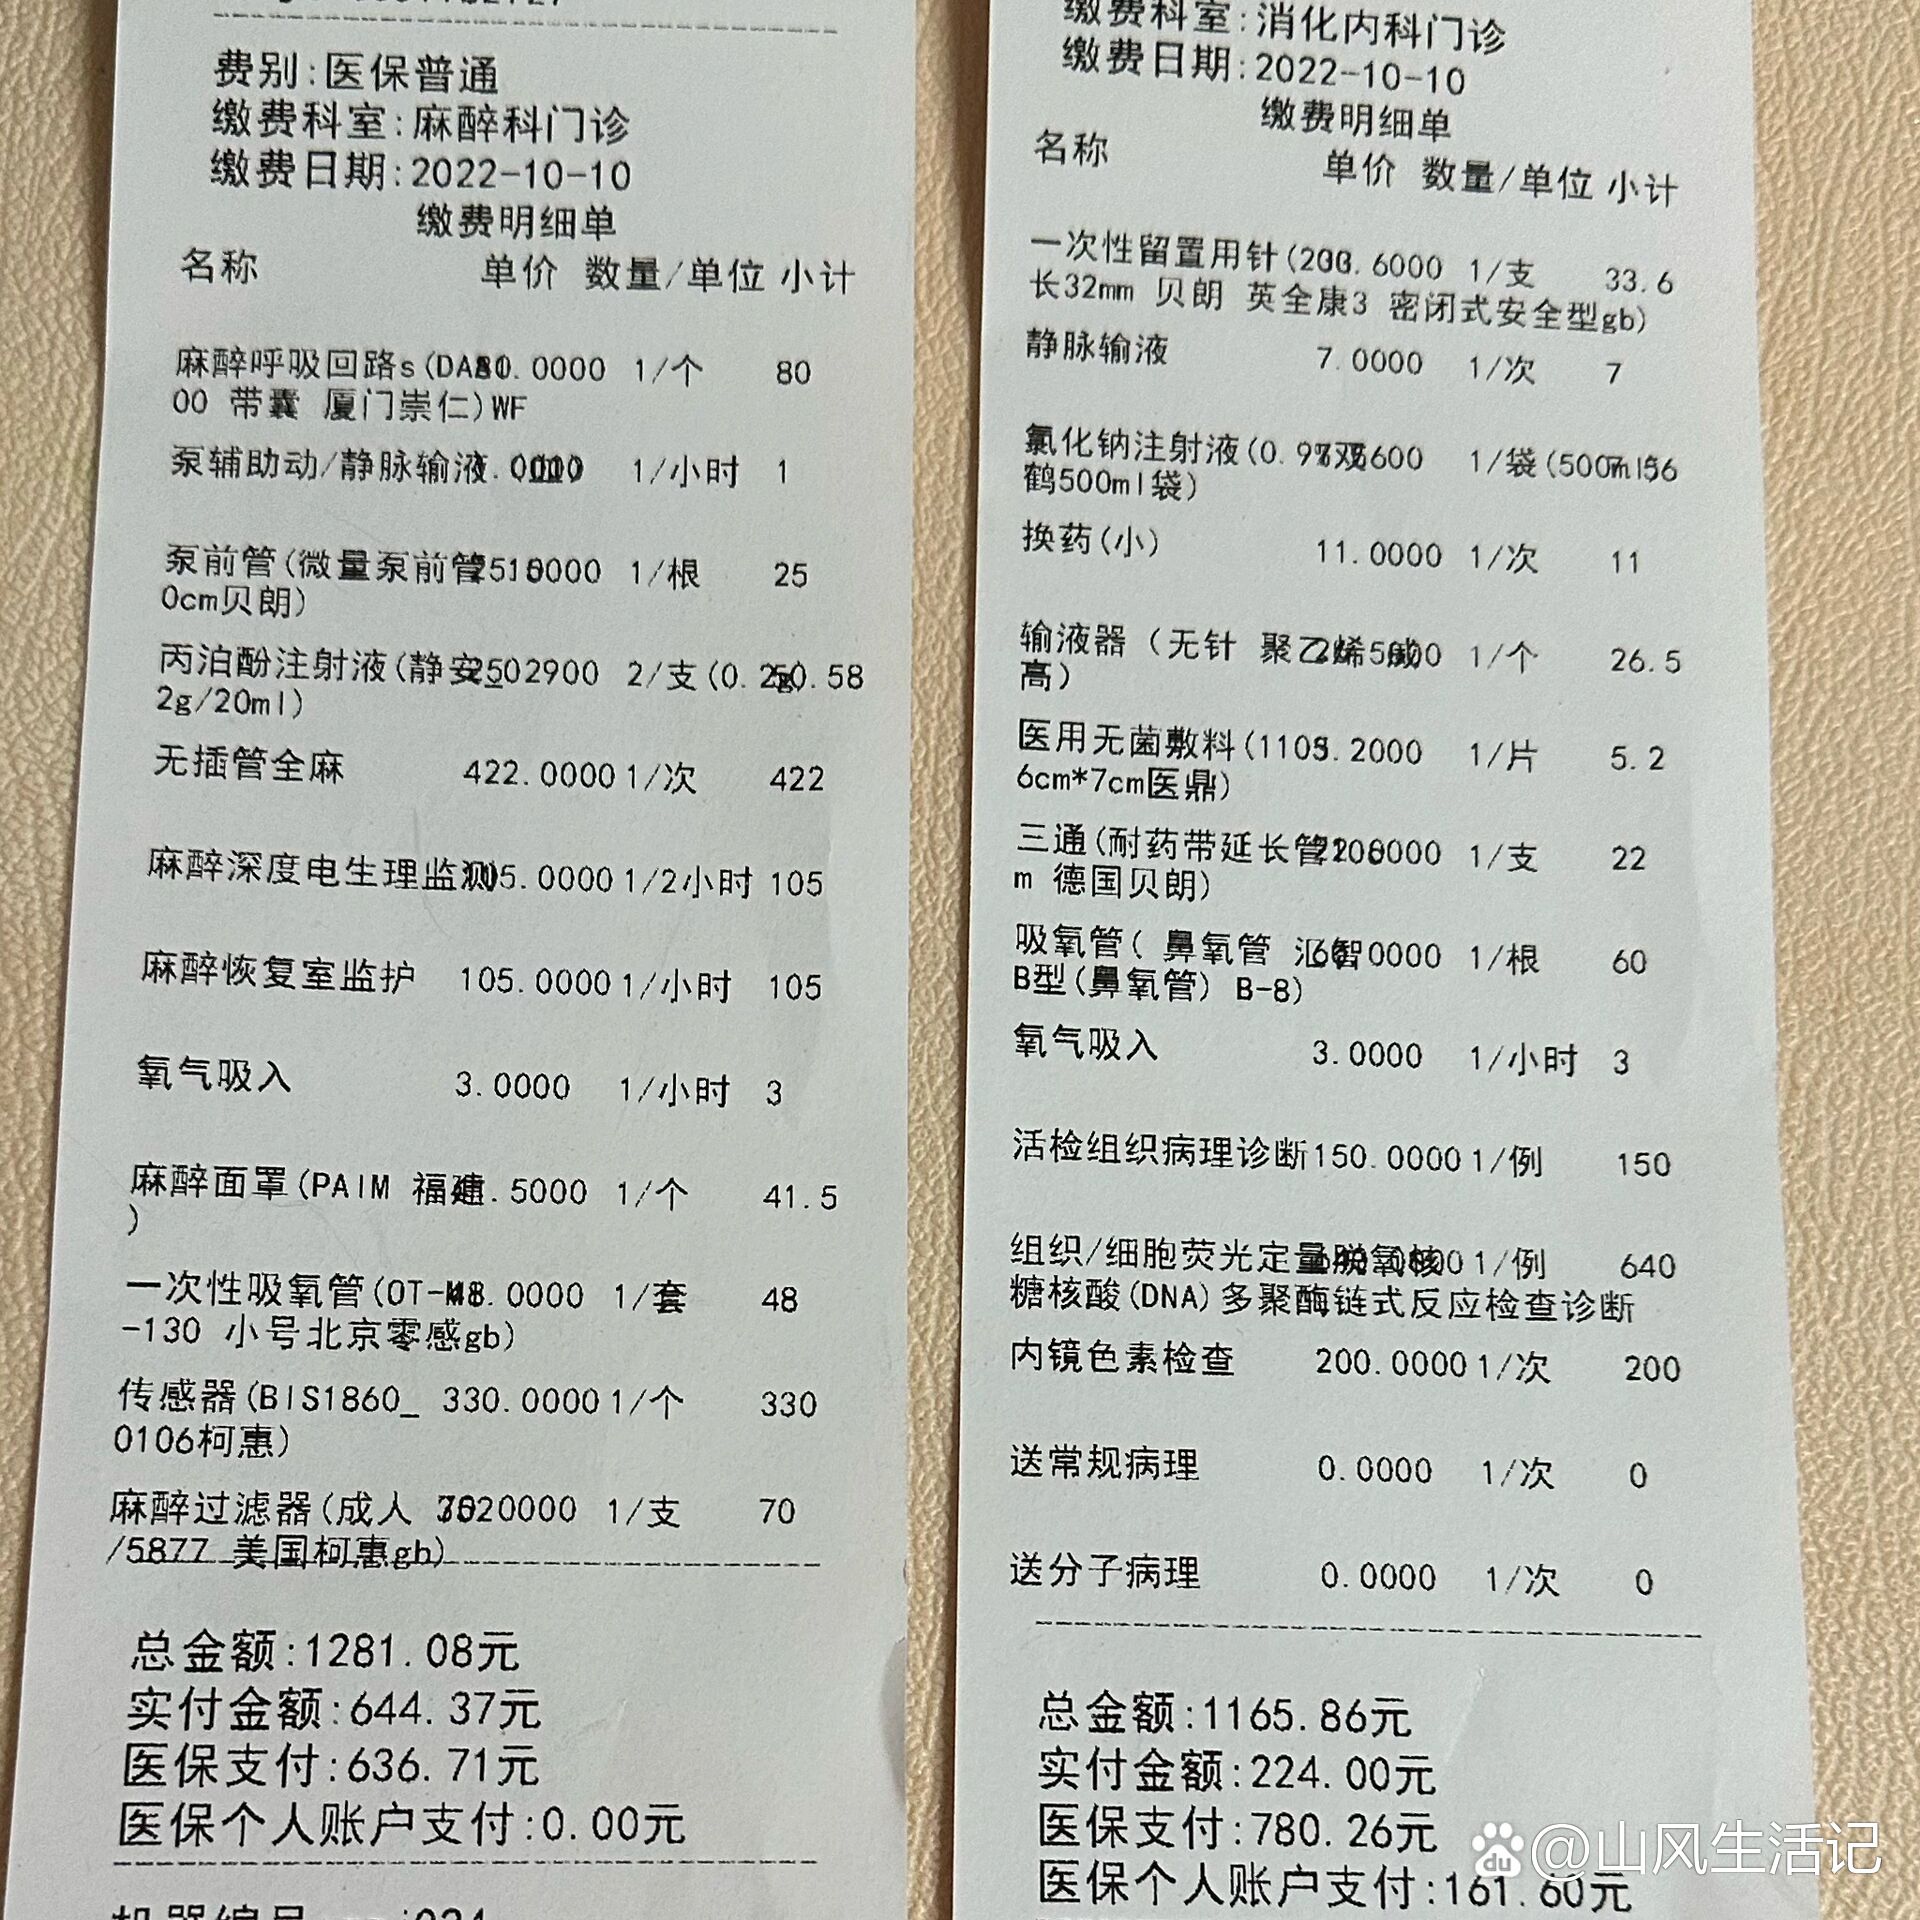 费别:医保普通
缴费科室:麻醉科门诊
缴费日期:2022-10-10
缴费明细单
名称 单价 数量/单位 小计
麻醉呼吸回路s(DA 80.0000 1/个 80
00 带囊 厦门崇仁)WF
泵辅助动/静脉输液 1/小时 1
泵前管(微量泵前管 1/根 25
0cm贝朗)
丙泊酚注射液(静安 2/支(0.2g) 50.58
2g/20ml)
无插管全麻 422.0000 1/次 422
麻醉深度电生理监测 105.0000 1/2小时 105
麻醉恢复室监护 105.0000 1/小时 105
氧气吸入 3.0000 1/小时 3
麻醉面罩(PAIM 福建 41.5000 1/个 41.5
)
一次性吸氧管(OT-M 48.0000 1/套 48
-130 小号北京零感gb)
传感器(BIS1860_ 330.0000 1/个 330
0106柯惠)
麻醉过滤器(成人 1/支 70
/5877 美国柯惠gb)
总金额:1281.08元
实付金额:644.37元
医保支付:636.71元
医保个人账户支付:0.00元
缴费科室:消化内科门诊
缴费日期:2022-10-10
缴费明细单
名称 单价 数量/单位 小计
一次性留置用针(20 33.6000 1/支 33.6
长32mm 贝朗 英全康3 密闭式安全型gb)
静脉输液 7.0000 1/次 7
氯化钠注射液(0.9%双 1/袋(500ml) 7.56
鹤500ml袋)
换药(小) 11.0000 1/次 11
输液器（无针 聚乙烯 威 26.5000 1/个 26.5
高）
医用无菌敷料(110 5.2000 1/片 5.2
6cm*7cm医鼎)
三通(耐药带延长管 1/支 22
m 德国贝朗)
吸氧管( 鼻氧管 汇智 60.0000 1/根 60
B型(鼻氧管) B-8)
氧气吸入 3.0000 1/小时 3
活检组织病理诊断 150.0000 1/例 150
组织/细胞荧光定量脱氧核 1/例 640
糖核酸(DNA)多聚酶链式反应检查诊断
内镜色素检查 200.0000 1/次 200
送常规病理 0.0000 1/次 0
送分子病理 0.0000 1/次 0
总金额:1165.86元
实付金额:224.00元
医保支付:780.26元
医保个人账户支付:161.60元
du @山风生活记